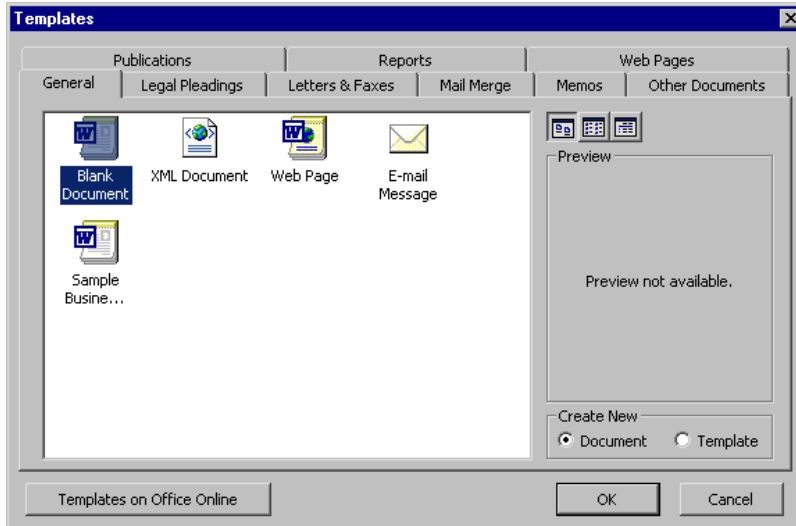 Templates
Publications Reports Web Pages
General Legal Pleadings Letters & Faxes Mail Merge Memos Other Documents
Blank Document
XML Document
Web Page
E-mail Message
Sample Busine...
Preview
Preview not available.
Create New
Document Template
Templates on Office Online OK Cancel